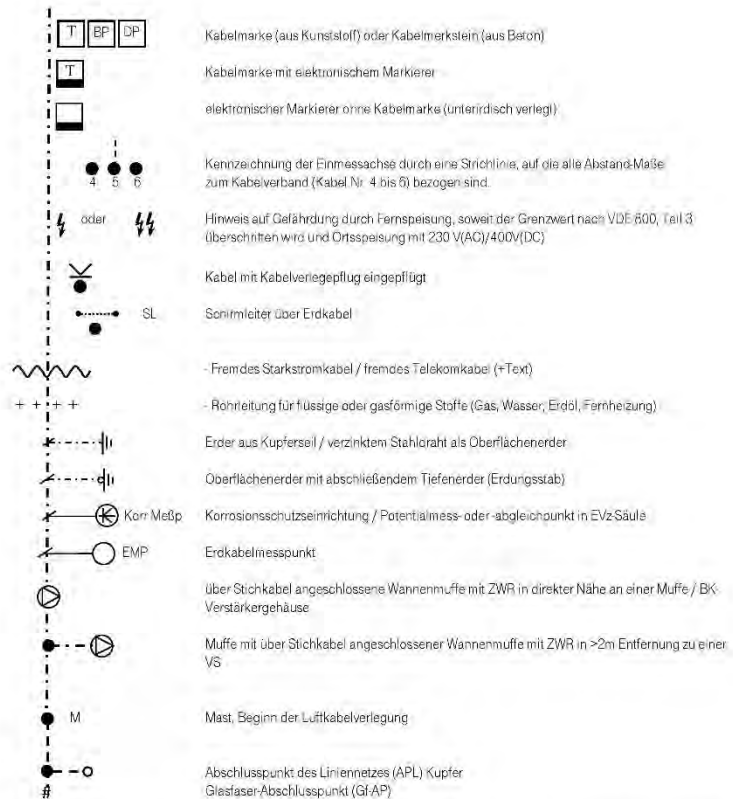 T BP DP Kabelmarke (aus Kunststoff) oder Kabelmerkstein (aus Beton)
T Kabelmarke mit elektronischem Markierer
elektronischer Markierer ohne Kabelmarke (unterirdisch verlegt)
Kennzeichnung der Einmessachse durch eine Strichlinie, auf die alle Abstand-Maße
4 5 6 zum Kabelverband (Kabel Nr. 4 bis 6) bezogen sind.
oder Hinweis auf Gefährdung durch Fernspeisung, soweit der Grenzwert nach VDE 800, Teil 3
überschritten wird und Ortsspeisung mit 230 V(AC)/400V(DC)
Kabel mit Kabelverlegepflug eingepflügt
SL Schirmleiter über Erdkabel
- Fremdes Starkstromkabel / fremdes Telekomkabel (+Text)
+ + + + - Rohrleitung für flüssige oder gasförmige Stoffe (Gas, Wasser, Erdöl, Fernheizung)
Erder aus Kupferseil / verzinktem Stahldraht als Oberflächenerder
Oberflächenerder mit abschließendem Tiefenerder (Erdungsstab)
Korr Meßp Korrosionsschutzeinrichtung / Potentialmess- oder -abgleichpunkt in EVz-Säule
EMP Erdkabelmesspunkt
über Stichkabel angeschlossene Wannenmuffe mit ZWR in direkter Nähe an einer Muffe / BK-
Verstärkergehäuse
Muffe mit über Stichkabel angeschlossener Wannenmuffe mit ZWR in >2m Entfernung zu einer
VS
M Mast, Beginn der Luftkabelverlegung
Abschlusspunkt des Liniennetzes (APL) Kupfer
# Glasfaser-Abschlusspunkt (Gf-AP)